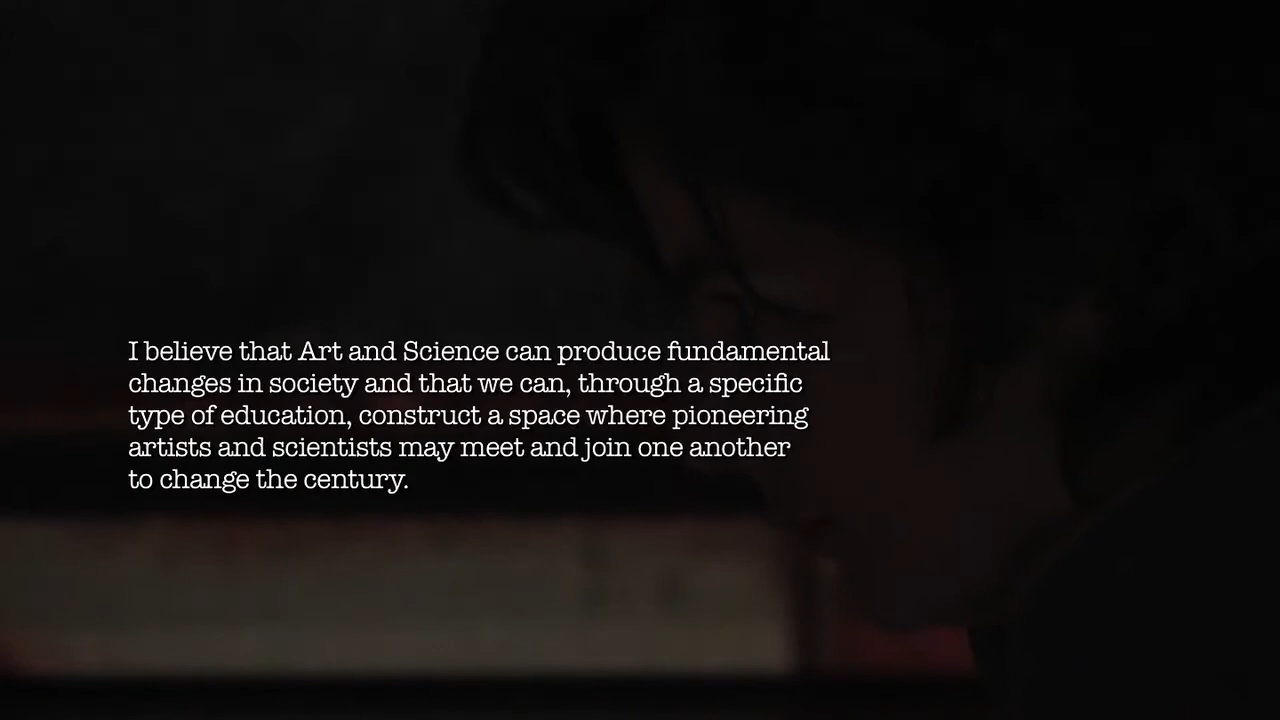 I believe that Art and Science can produce fundamental
changes in society and that we can, through a specific
type of education, construct a space where pioneering
artists and scientists may meet and join one another
to change the century.